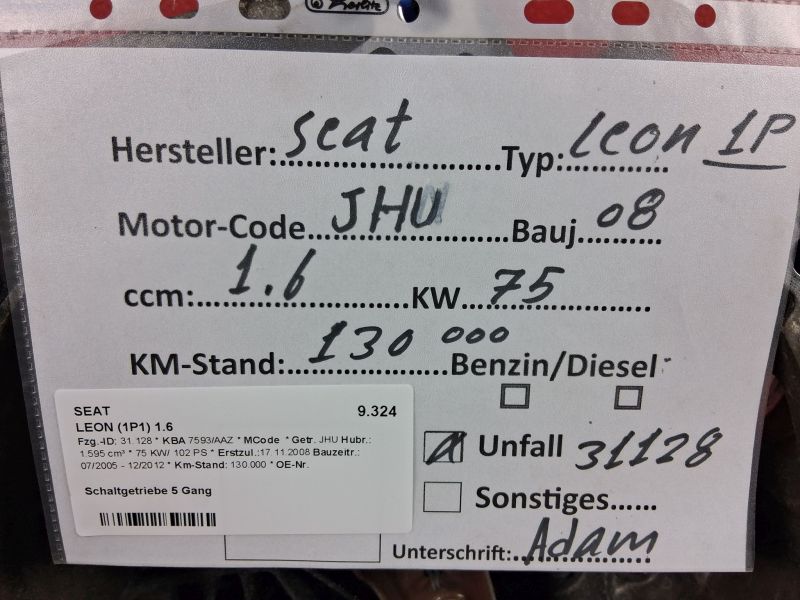 Herlitz
Hersteller: Seat Typ: Leon 1P
Motor-Code JHU Bauj. 08
ccm: 1.6 KW 75
KM-Stand: 130 000 Benzin/Diesel
SEAT 9.324
LEON (1P1) 1.6
Fzg.-ID: 31.128 * KBA 7593/AAZ * MCode * Getr. JHU Hubr.:
1.595 cm³ * 75 KW/ 102 PS * Erstzul.:17.11.2008 Bauzeitr.:
07/2005 - 12/2012 * Km-Stand: 130.000 * OE-Nr.
Schaltgetriebe 5 Gang
Unfall 31128
Sonstiges......
Unterschrift: Adam